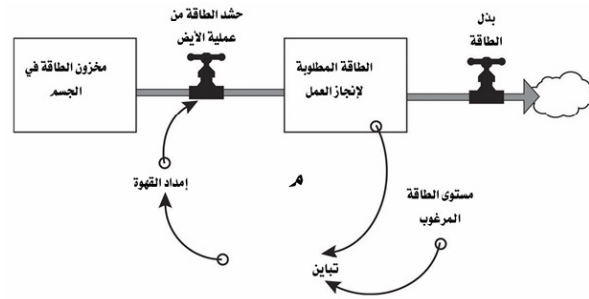 حشد الطاقة من
عملية الأيض
بذل
الطاقة
مخزون الطاقة في
الجسم
الطاقة المطلوبة
لإنجاز العمل
إمداد القهوة
م
مستوى الطاقة
المرغوب
تباين